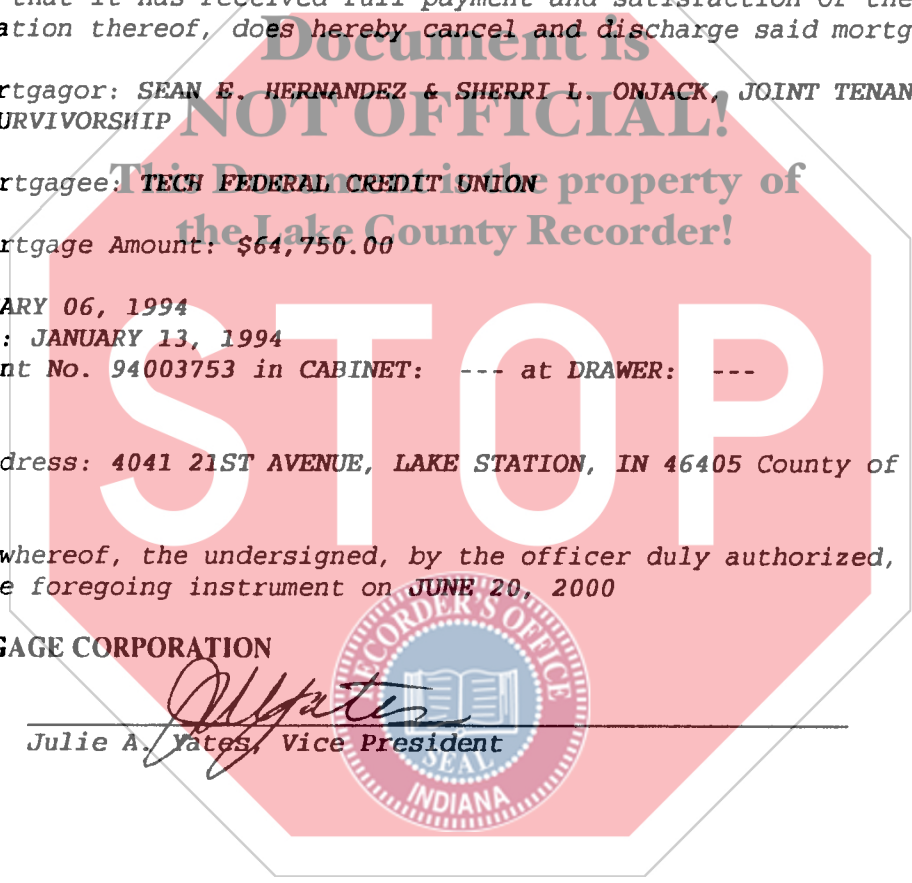 that it has received full payment and satisfaction of the
ation thereof, does hereby cancel and discharge said mortg
Document is
rtgagor: SEAN E. HERNANDEZ & SHERRI L. ONJACK, JOINT TENAN
URVIVORSHIP
NOT OFFICIAL!
rtgagee: TECH FEDERAL CREDIT UNION
This Document is the property of
the Lake County Recorder!
rtgage Amount: $64,750.00
ARY 06, 1994
: JANUARY 13, 1994
nt No. 94003753 in CABINET: --- at DRAWER: ---
STOP
dress: 4041 21ST AVENUE, LAKE STATION, IN 46405 County of
whereof, the undersigned, by the officer duly authorized,
e foregoing instrument on JUNE 20, 2000
GAGE CORPORATION
JAYates
Julie A. Yates, Vice President
RECORDER'S OFFICE
SEAL
INDIANA